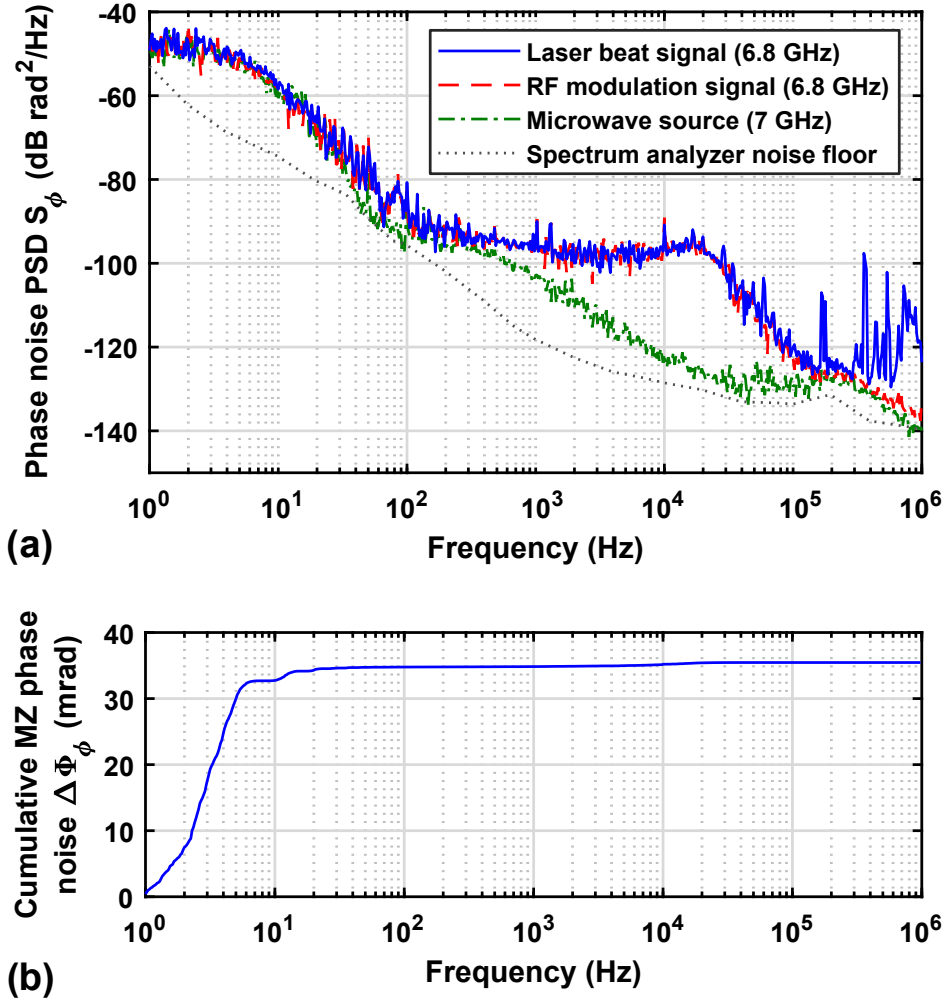 -40
-60
-80
-100
-120
-140
Phase noise PSD S_ϕ (dB rad^2/Hz)
Laser beat signal (6.8 GHz)
RF modulation signal (6.8 GHz)
Microwave source (7 GHz)
Spectrum analyzer noise floor
10^0 10^1 10^2 10^3 10^4 10^5 10^6
Frequency (Hz)
(a)
40
30
20
10
0
Cumulative MZ phase
noise ΔΦ_ϕ (mrad)
10^0 10^1 10^2 10^3 10^4 10^5 10^6
Frequency (Hz)
(b)